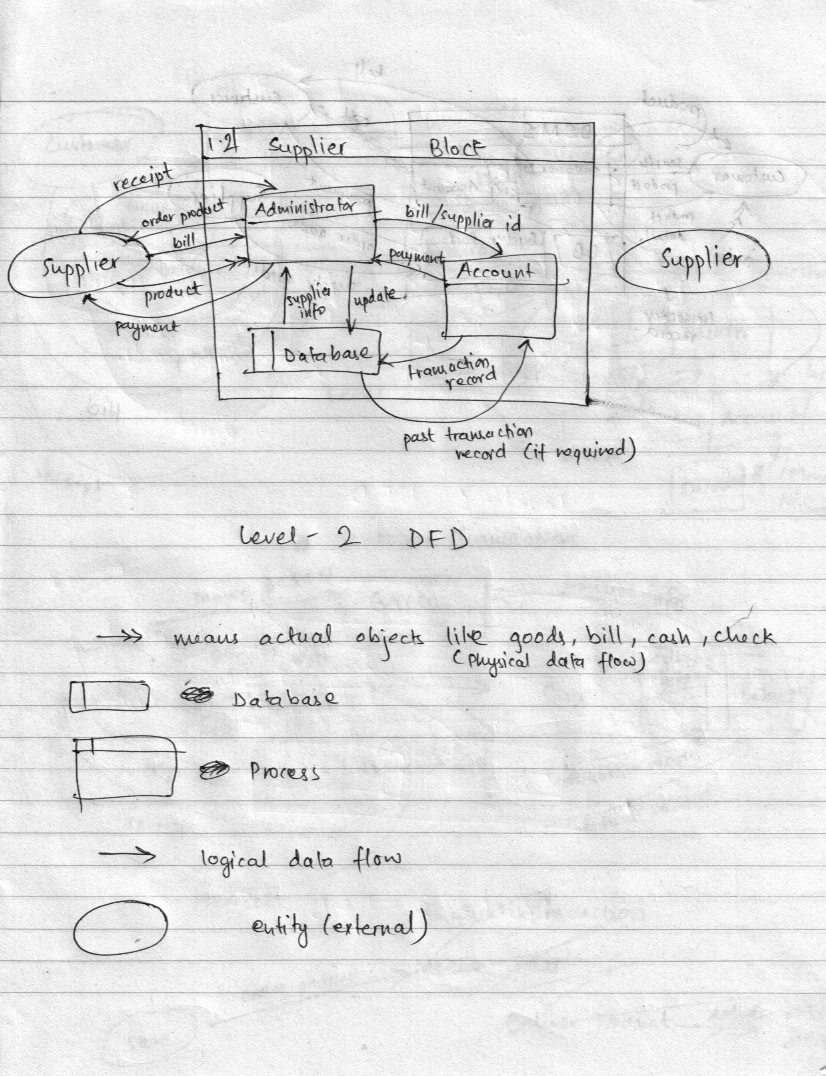 1.2 Supplier Block
receipt
order product
Administrator
bill/supplier id
bill
payment
Supplier
Account
Supplier
product
supplier
info
update.
payment
Database
transaction
record
past transaction
record (if required)
Level - 2 DFD
→>> means actual objects like goods, bill, cash, check
(physical data flow)
Database
Process
→ logical data flow
entity (external)